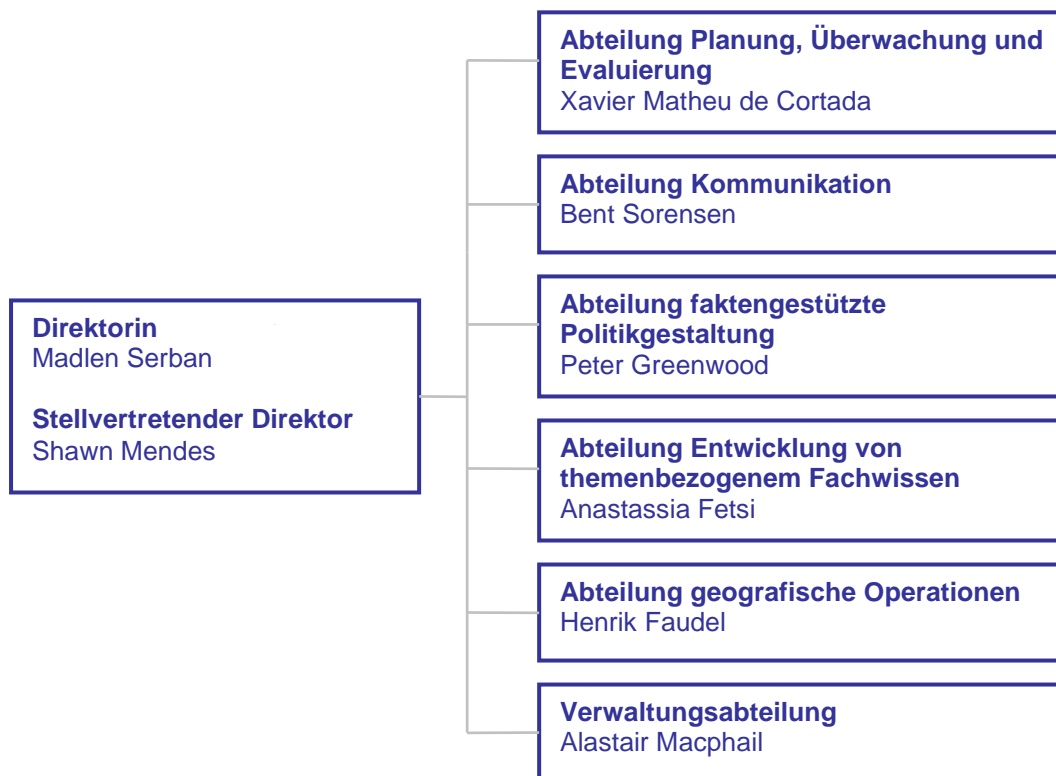 Direktorin
Madlen Serban
Stellvertretender Direktor
Shawn Mendes
Abteilung Planung, Überwachung und
Evaluierung
Xavier Matheu de Cortada
Abteilung Kommunikation
Bent Sorensen
Abteilung faktengestützte
Politikgestaltung
Peter Greenwood
Abteilung Entwicklung von
themenbezogenem Fachwissen
Anastassia Fetsi
Abteilung geografische Operationen
Henrik Faudel
Verwaltungsabteilung
Alastair Macphail